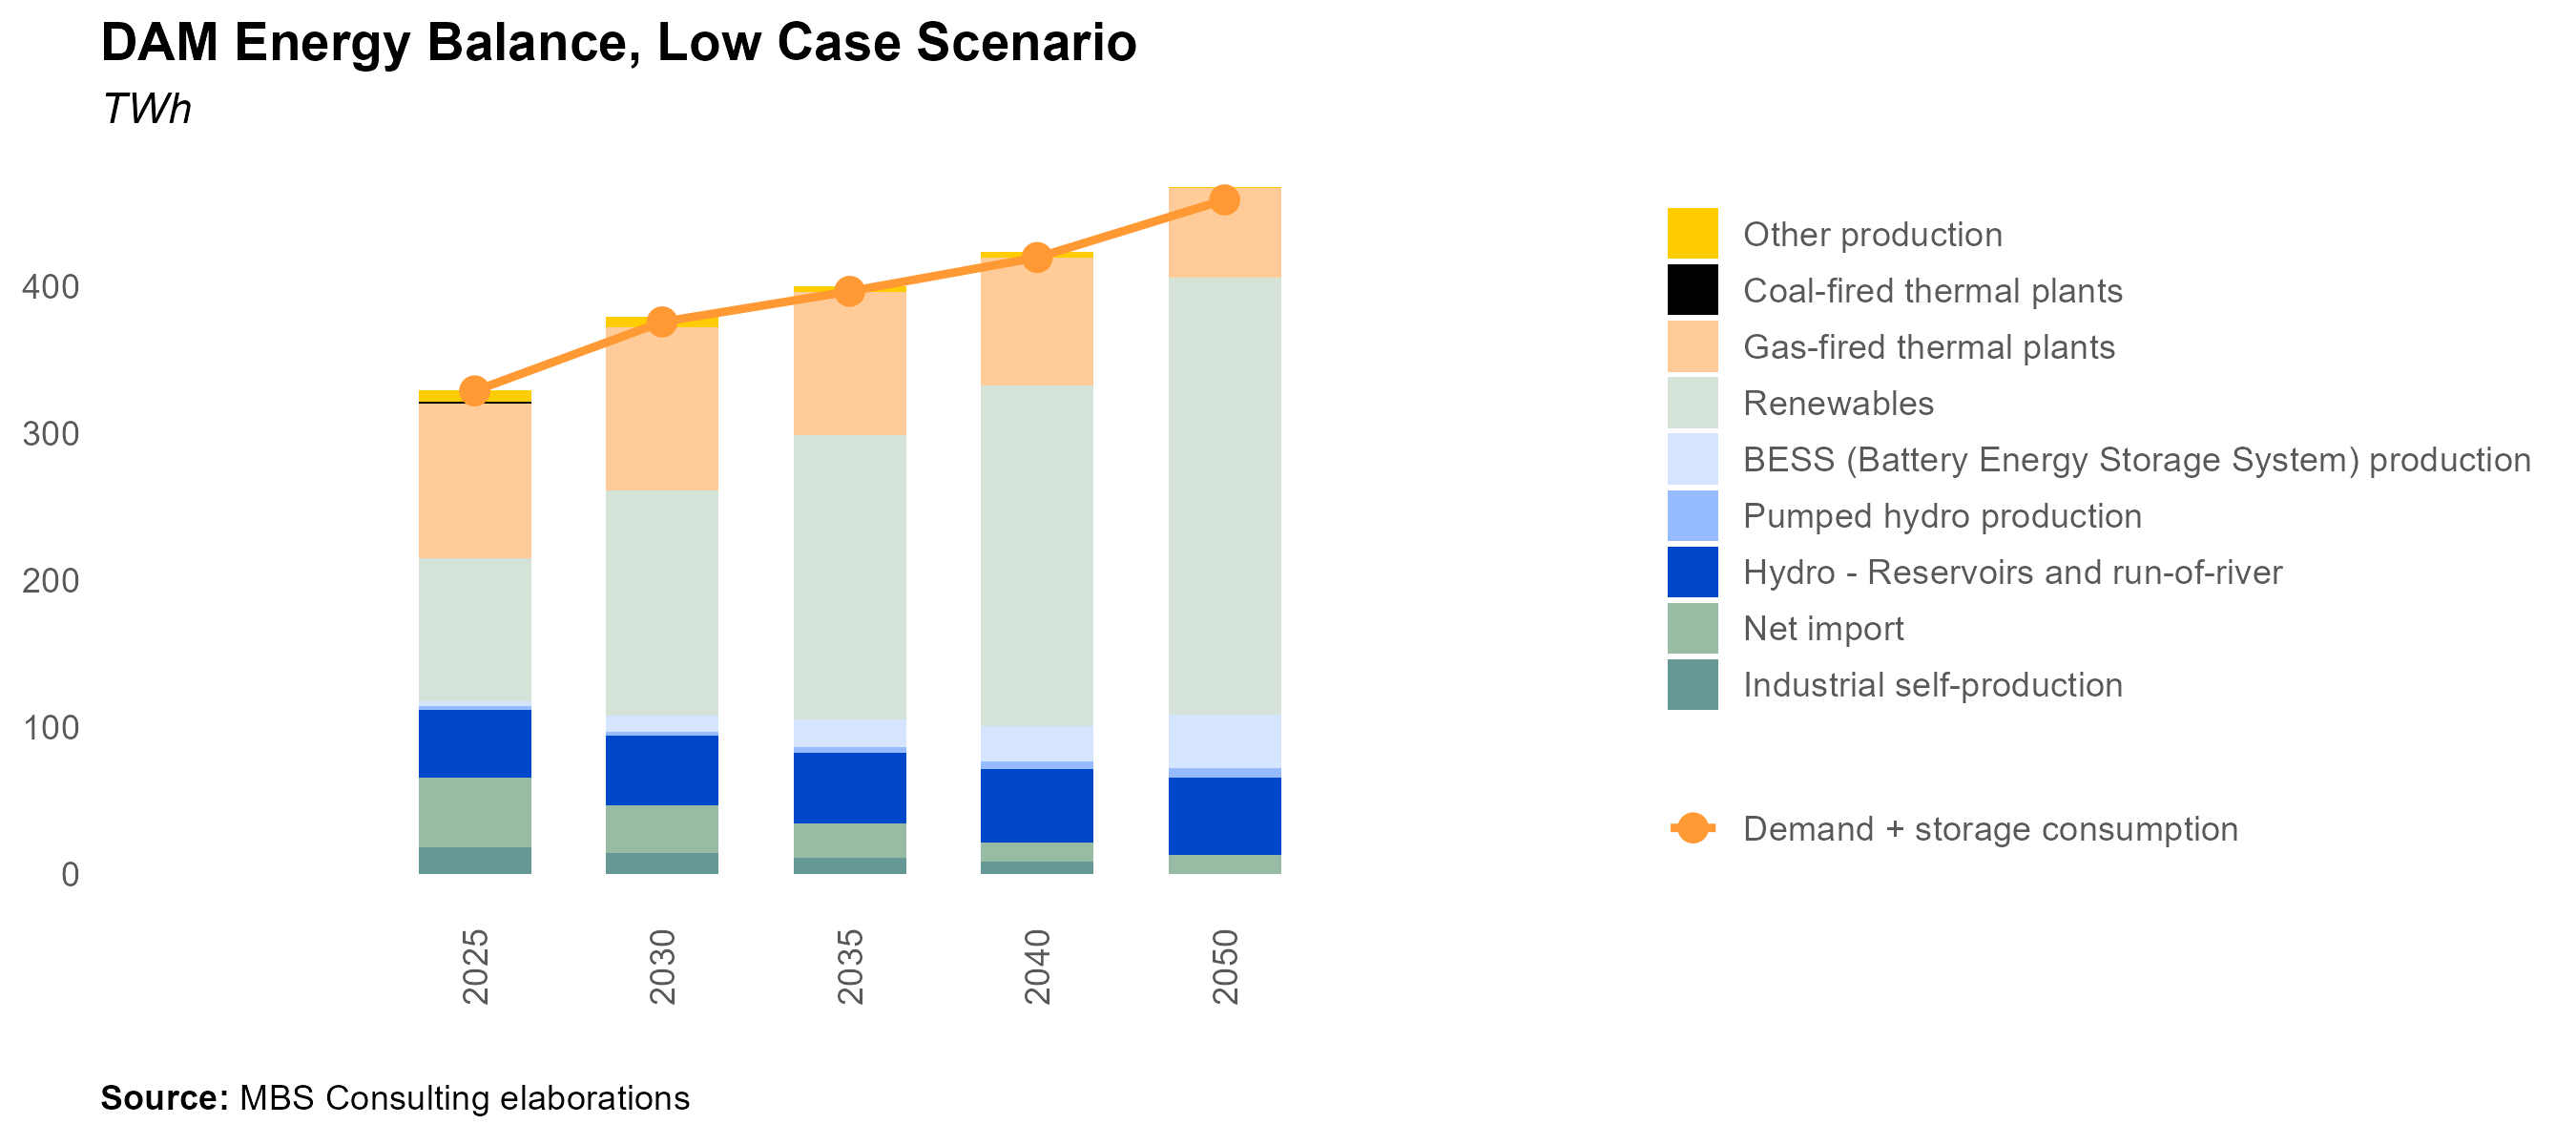 DAM Energy Balance, Low Case Scenario
TWh
400
300
200
100
0
2025
2030
2035
2040
2050
Other production
Coal-fired thermal plants
Gas-fired thermal plants
Renewables
BESS (Battery Energy Storage System) production
Pumped hydro production
Hydro - Reservoirs and run-of-river
Net import
Industrial self-production
Demand + storage consumption
Source: MBS Consulting elaborations